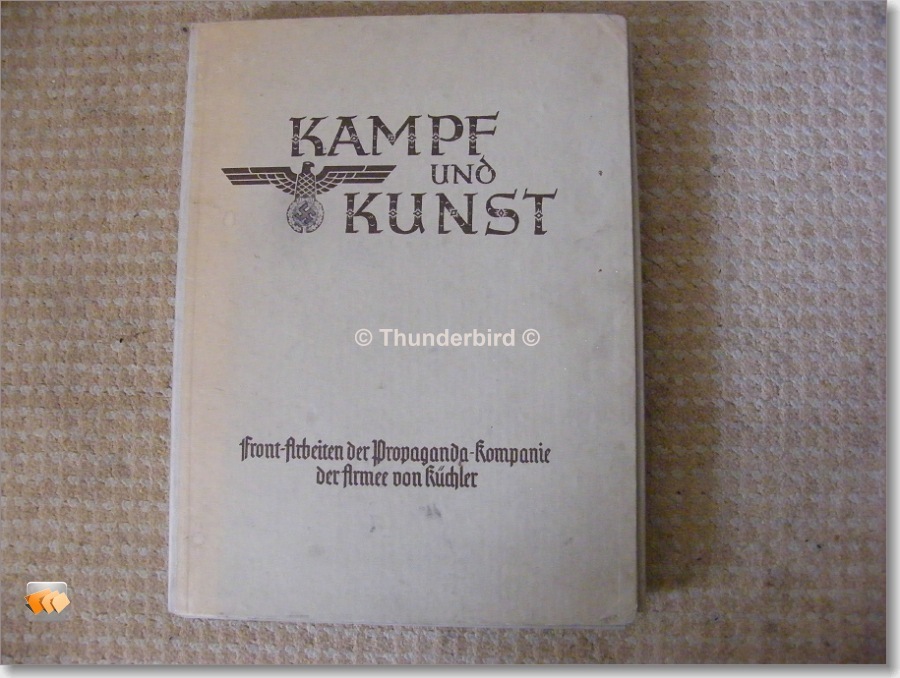 KAMPF
UND
KUNST
© Thunderbird ©
Front-Arbeiten der Propaganda-Kompanie
der Armee von Küchler